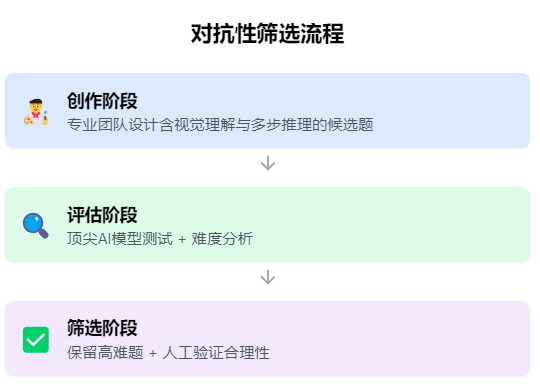 对抗性筛选流程
创作阶段
专业团队设计含视觉理解与多步推理的候选题
评估阶段
顶尖AI模型测试 + 难度分析
筛选阶段
保留高难题 + 人工验证合理性